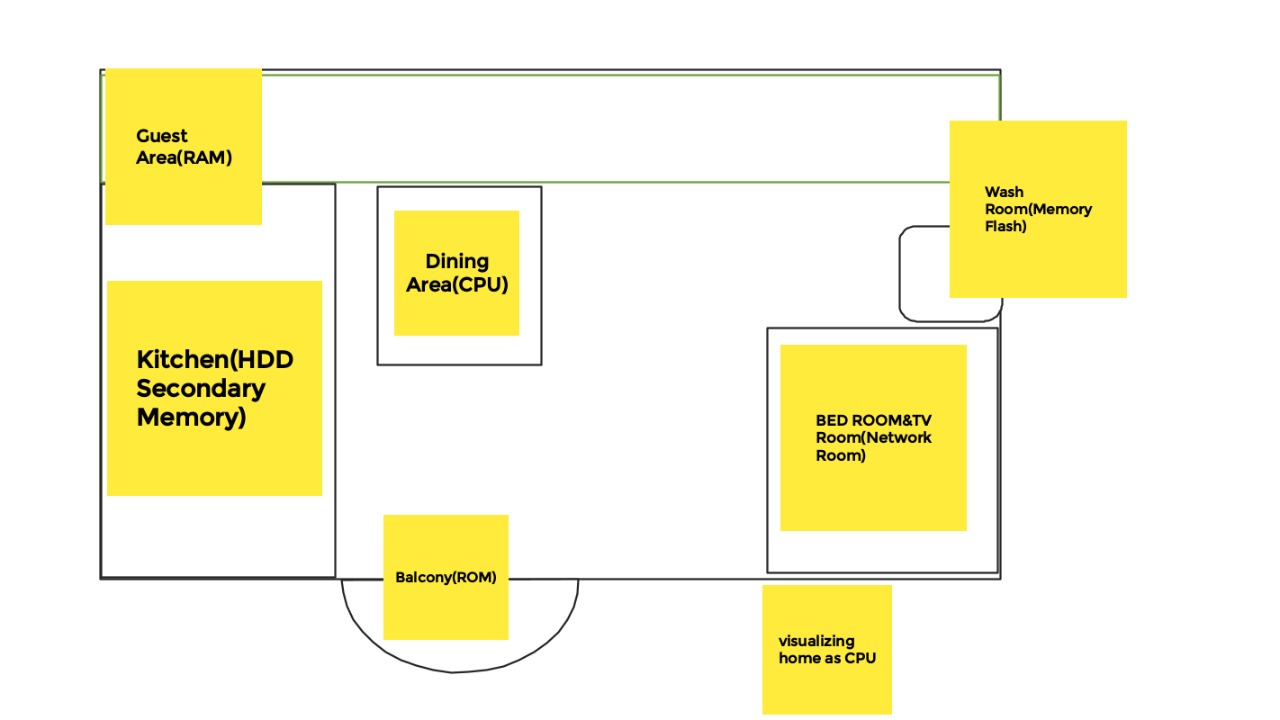 Guest
Area(RAM)
Wash
Room(Memory
Flash)
Dining
Area(CPU)
Kitchen(HDD
Secondary
Memory)
BED ROOM&TV
Room(Network
Room)
Balcony(ROM)
visualizing
home as CPU